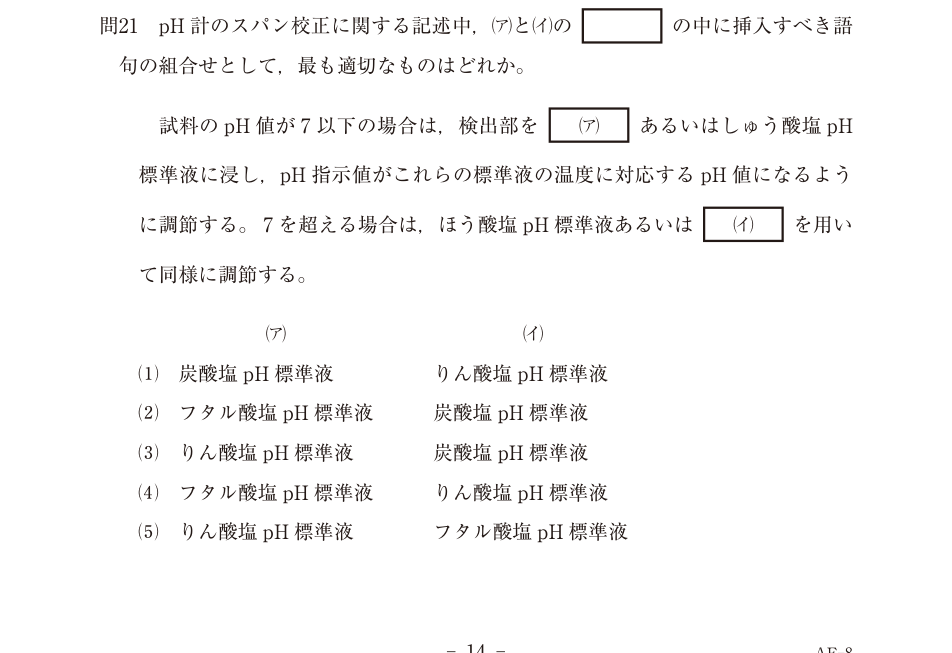 問21　pH 計のスパン校正に関する記述中，㋐と㋑の　　　の中に挿入すべき語
句の組合せとして，最も適切なものはどれか。
試料の pH 値が 7 以下の場合は，検出部を (ア) あるいはしゅう酸塩 pH
標準液に浸し，pH 指示値がこれらの標準液の温度に対応する pH 値になるよう
に調節する。7 を超える場合は，ほう酸塩 pH 標準液あるいは (イ) を用い
て同様に調節する。
(ア)　(イ)
(1)　炭酸塩 pH 標準液　りん酸塩 pH 標準液
(2)　フタル酸塩 pH 標準液　炭酸塩 pH 標準液
(3)　りん酸塩 pH 標準液　炭酸塩 pH 標準液
(4)　フタル酸塩 pH 標準液　りん酸塩 pH 標準液
(5)　りん酸塩 pH 標準液　フタル酸塩 pH 標準液
− 14 −